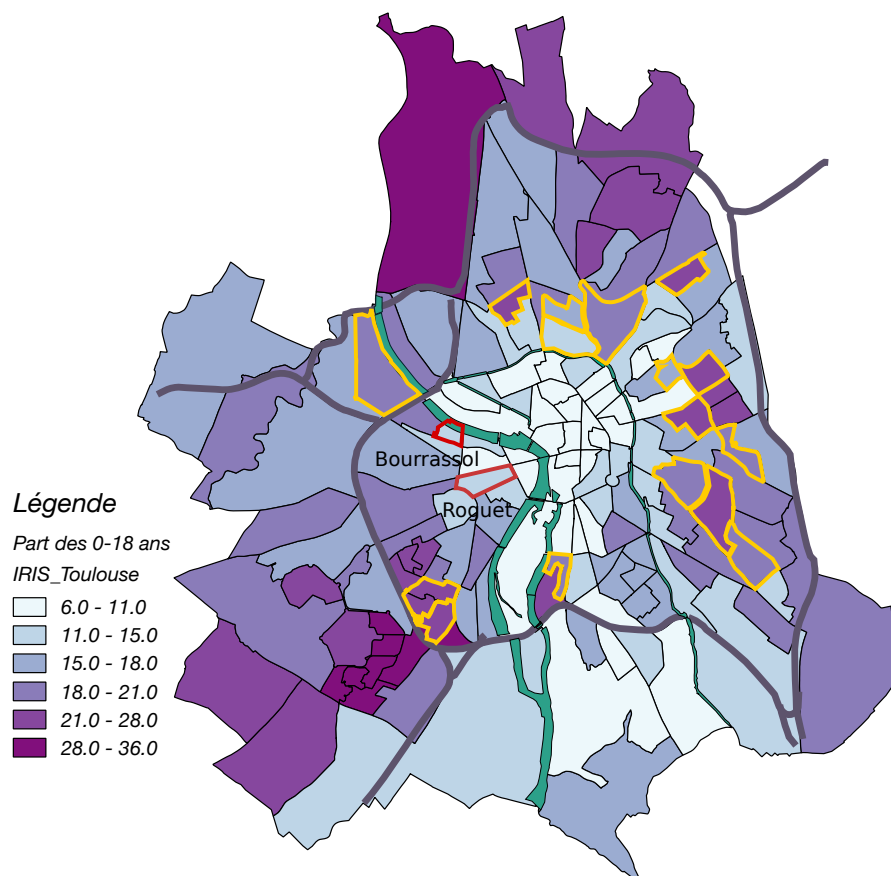 Bourrassol
Roguet
Légende
Part des 0-18 ans
IRIS_Toulouse
6.0 - 11.0
11.0 - 15.0
15.0 - 18.0
18.0 - 21.0
21.0 - 28.0
28.0 - 36.0